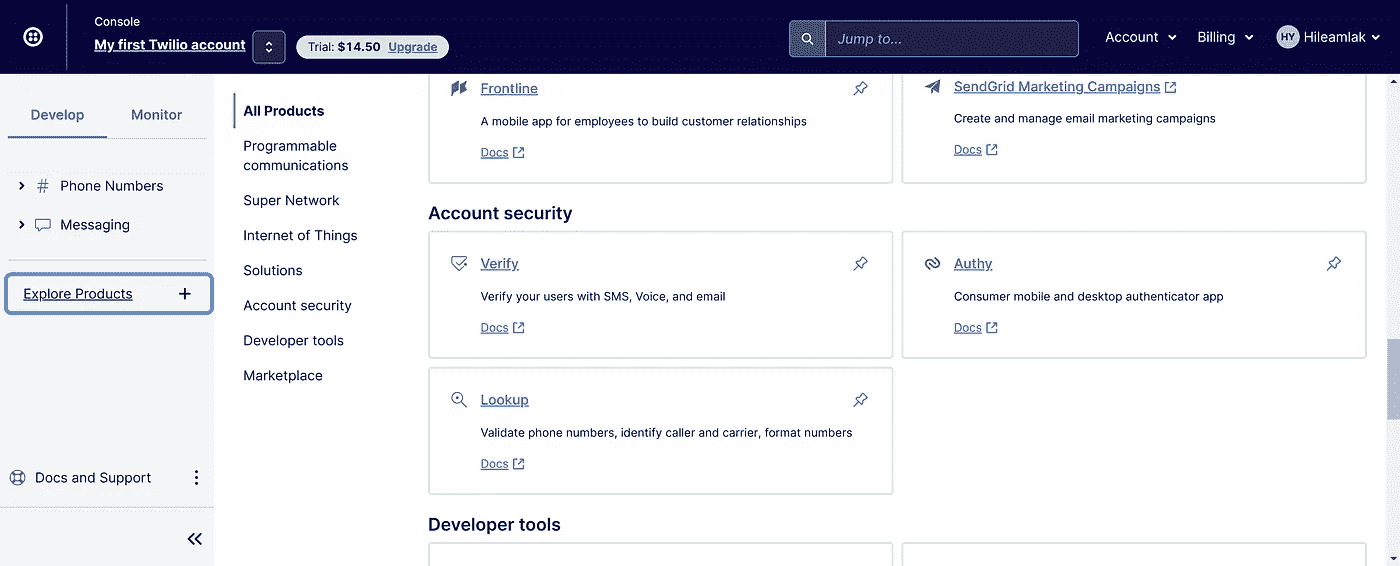 Console
My first Twilio account
Trial: $14.50 Upgrade
Jump to...
Account
Billing
HY
Hileamlak
Develop
Monitor
# Phone Numbers
Messaging
Explore Products +
Docs and Support
All Products
Programmable
communications
Super Network
Internet of Things
Solutions
Account security
Developer tools
Marketplace
Frontline
A mobile app for employees to build customer relationships
Docs
SendGrid Marketing Campaigns
Create and manage email marketing campaigns
Docs
Account security
Verify
Verify your users with SMS, Voice, and email
Docs
Authy
Consumer mobile and desktop authenticator app
Docs
Lookup
Validate phone numbers, identify caller and carrier, format numbers
Docs
Developer tools